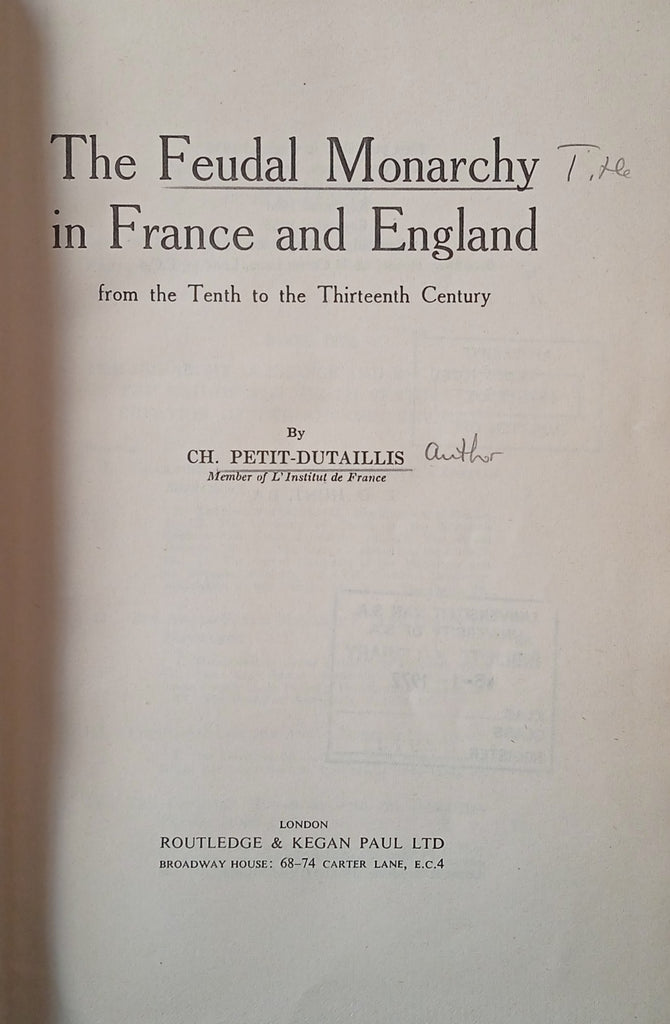 The Feudal Monarchy Title
in France and England
from the Tenth to the Thirteenth Century
By
CH. PETIT-DUTAILLIS author
Member of L'Institut de France
LONDON
ROUTLEDGE & KEGAN PAUL LTD
BROADWAY HOUSE: 68–74 CARTER LANE, E.C.4